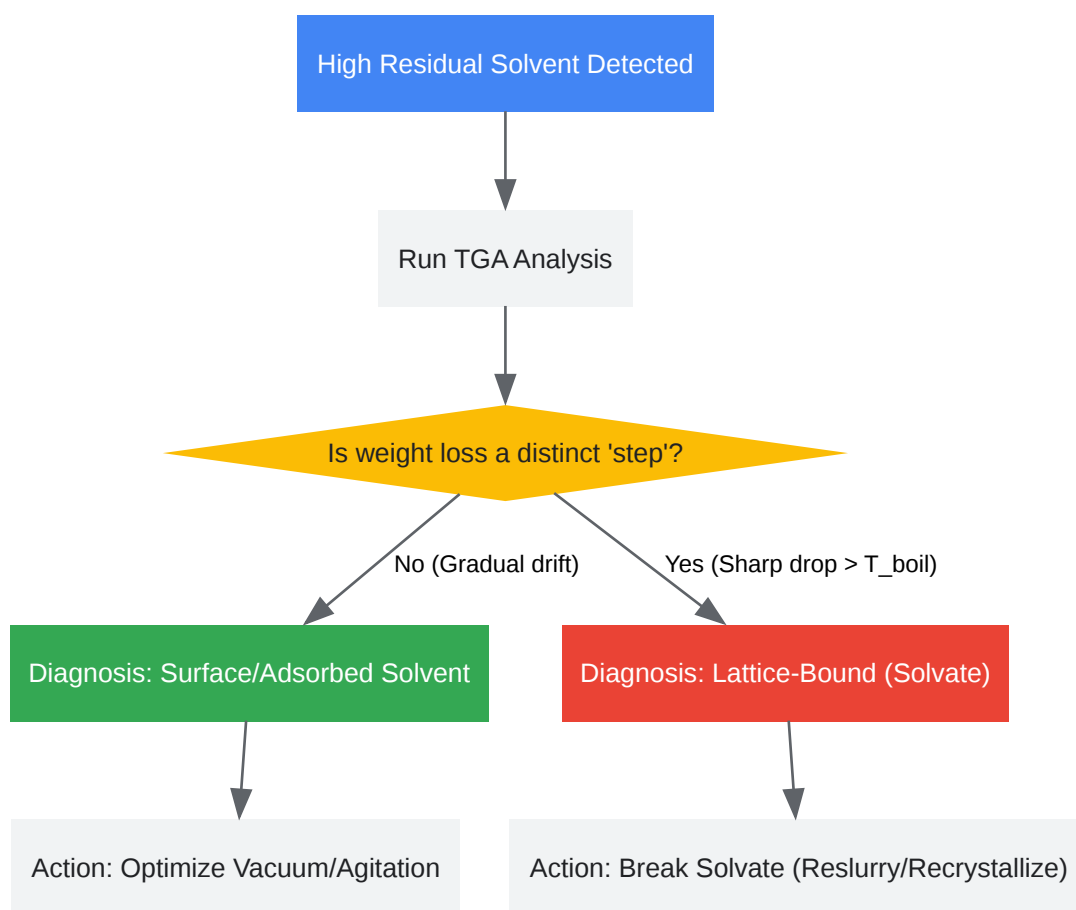 High Residual Solvent Detected
Run TGA Analysis
Is weight loss a distinct 'step'?
No (Gradual drift)
Yes (Sharp drop > T_boil)
Diagnosis: Surface/Adsorbed Solvent
Diagnosis: Lattice-Bound (Solvate)
Action: Optimize Vacuum/Agitation
Action: Break Solvate (Reslurry/Recrystallize)